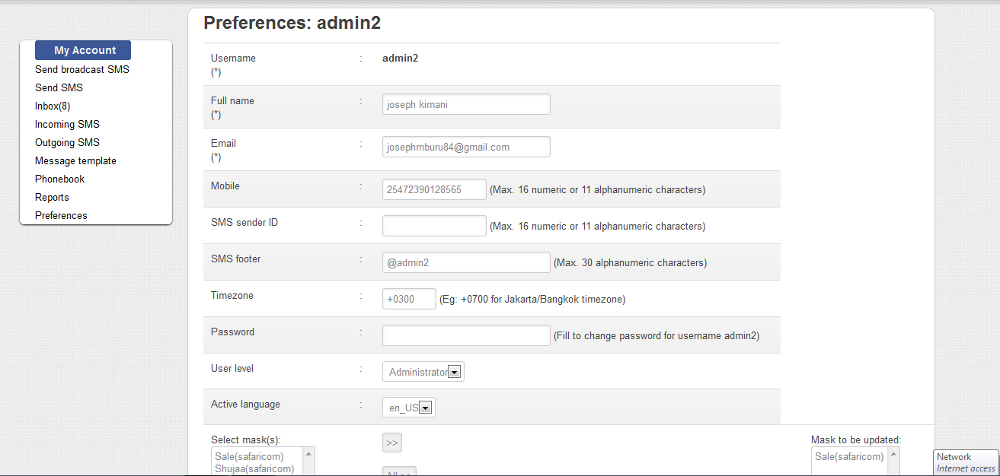 Preferences: admin2
My Account
Send broadcast SMS
Send SMS
Inbox(8)
Incoming SMS
Outgoing SMS
Message template
Phonebook
Reports
Preferences
Username : admin2
(*)
Full name : joseph kimani
(*)
Email : josephmburu84@gmail.com
(*)
Mobile : 25472390128565 (Max. 16 numeric or 11 alphanumeric characters)
SMS sender ID : (Max. 16 numeric or 11 alphanumeric characters)
SMS footer : @admin2 (Max. 30 alphanumeric characters)
Timezone : +0300 (Eg: +0700 for Jakarta/Bangkok timezone)
Password : (Fill to change password for username admin2)
User level : Administrator
Active language : en_US
Select mask(s): >> Mask to be updated:
Sale(safaricom) Sale(safaricom)
Shujaa(safaricom)
All >>
Network
Internet access